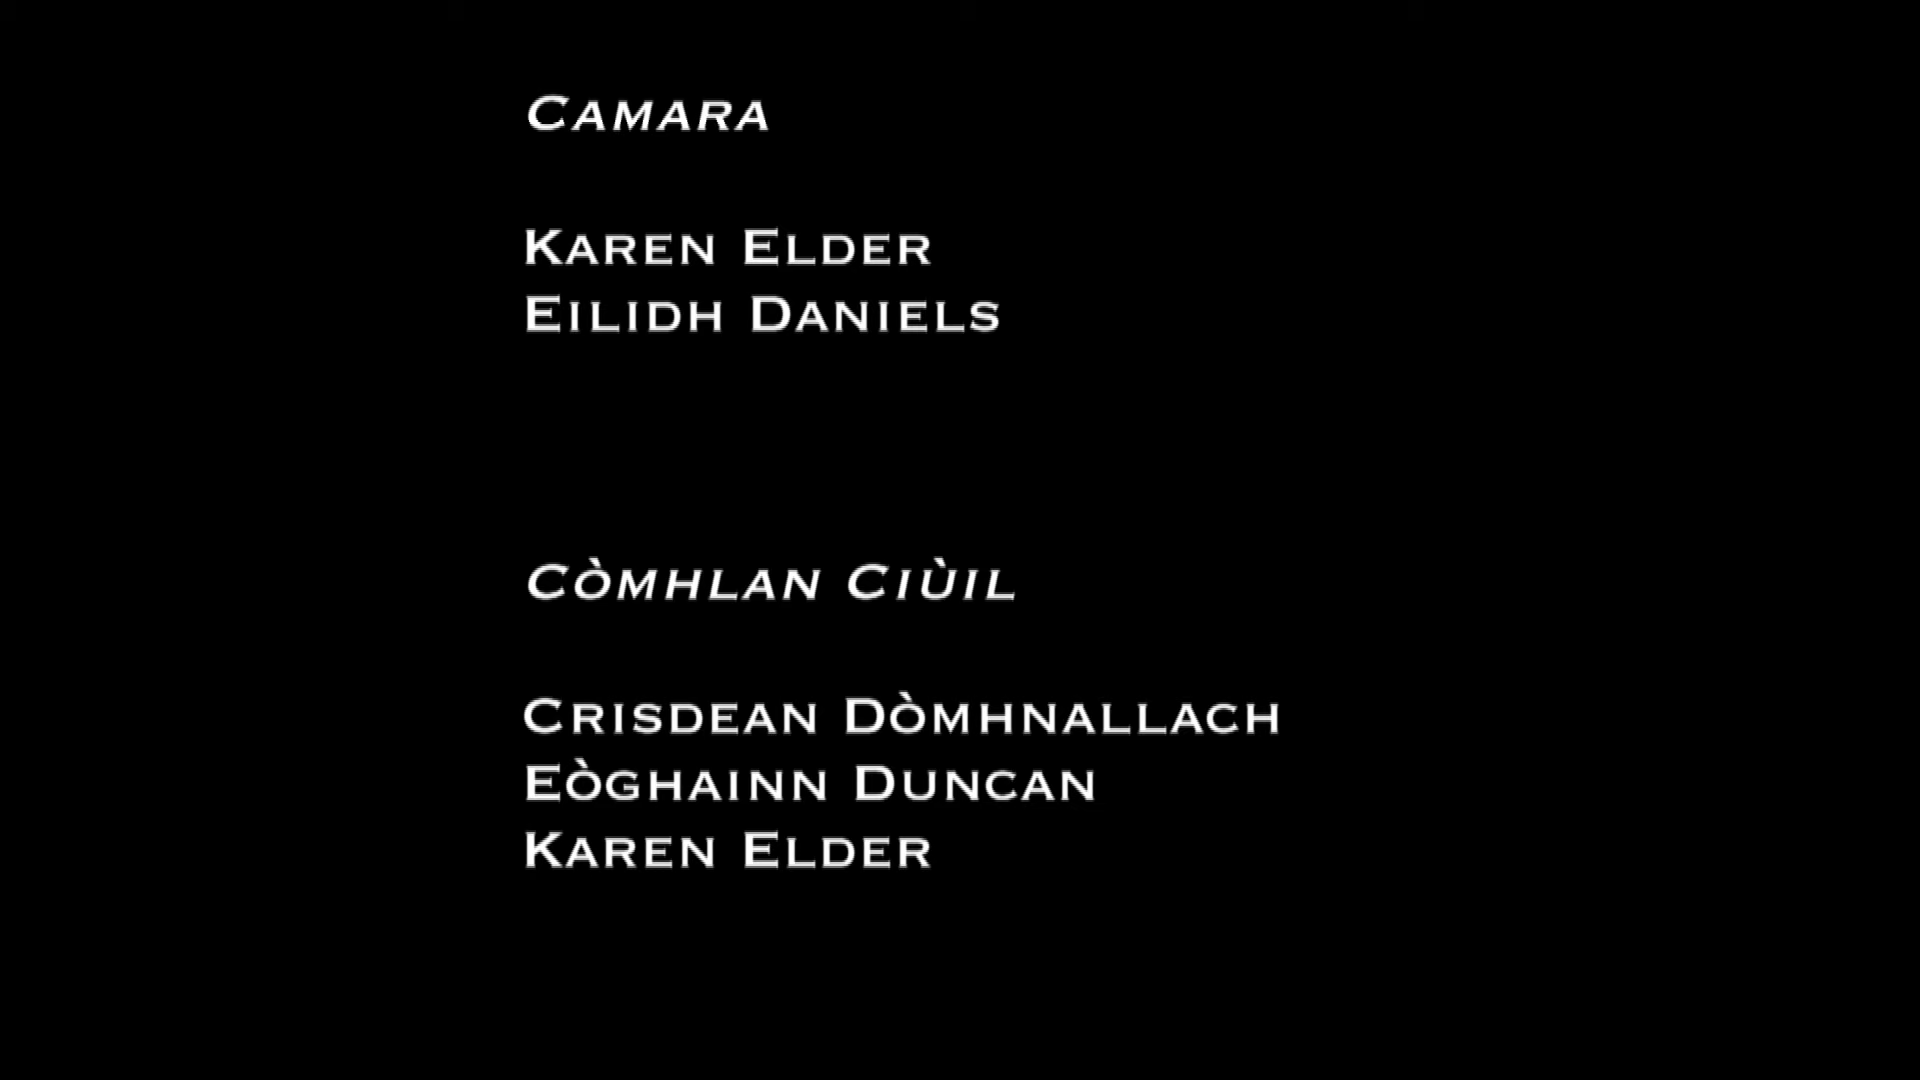 Camara
Karen Elder
Eilidh Daniels
Còmhlan Ciùil
Crisdean Dòmhnallach
Eòghainn Duncan
Karen Elder